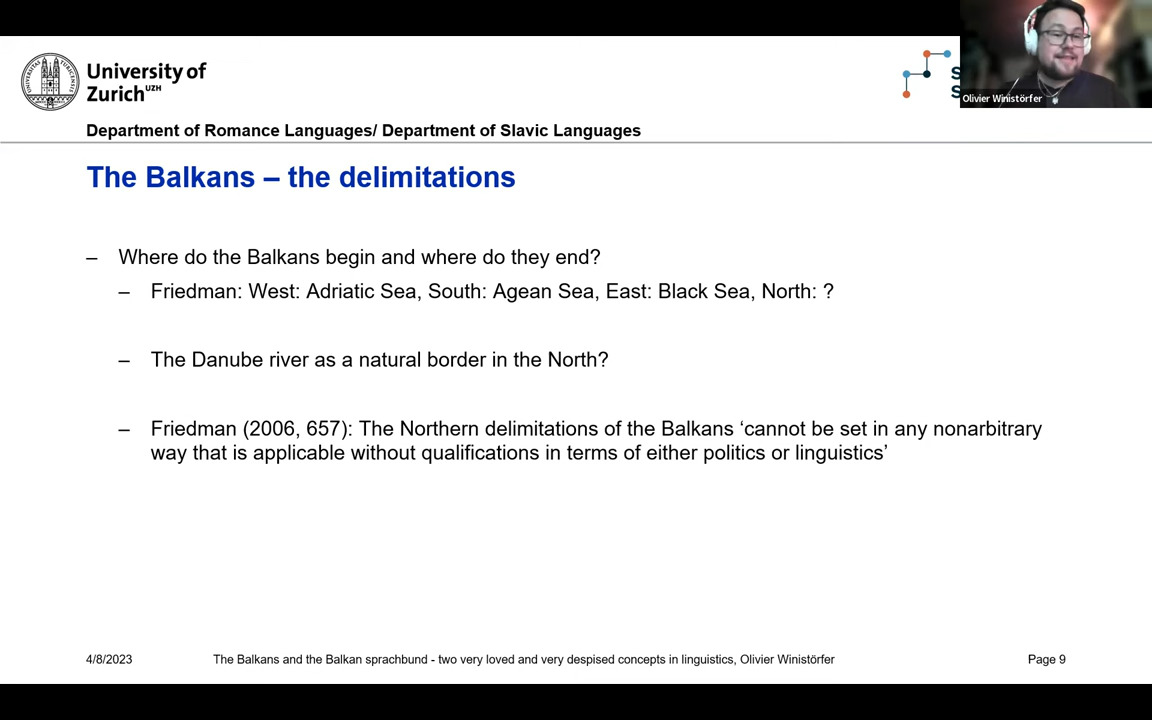 University of
Zurich UZH
S
S
Olivier Winistörfer
Department of Romance Languages/ Department of Slavic Languages
The Balkans – the delimitations
– Where do the Balkans begin and where do they end?
– Friedman: West: Adriatic Sea, South: Agean Sea, East: Black Sea, North: ?
– The Danube river as a natural border in the North?
– Friedman (2006, 657): The Northern delimitations of the Balkans ‘cannot be set in any nonarbitrary
way that is applicable without qualifications in terms of either politics or linguistics’
4/8/2023 The Balkans and the Balkan sprachbund - two very loved and very despised concepts in linguistics, Olivier Winistörfer Page 9